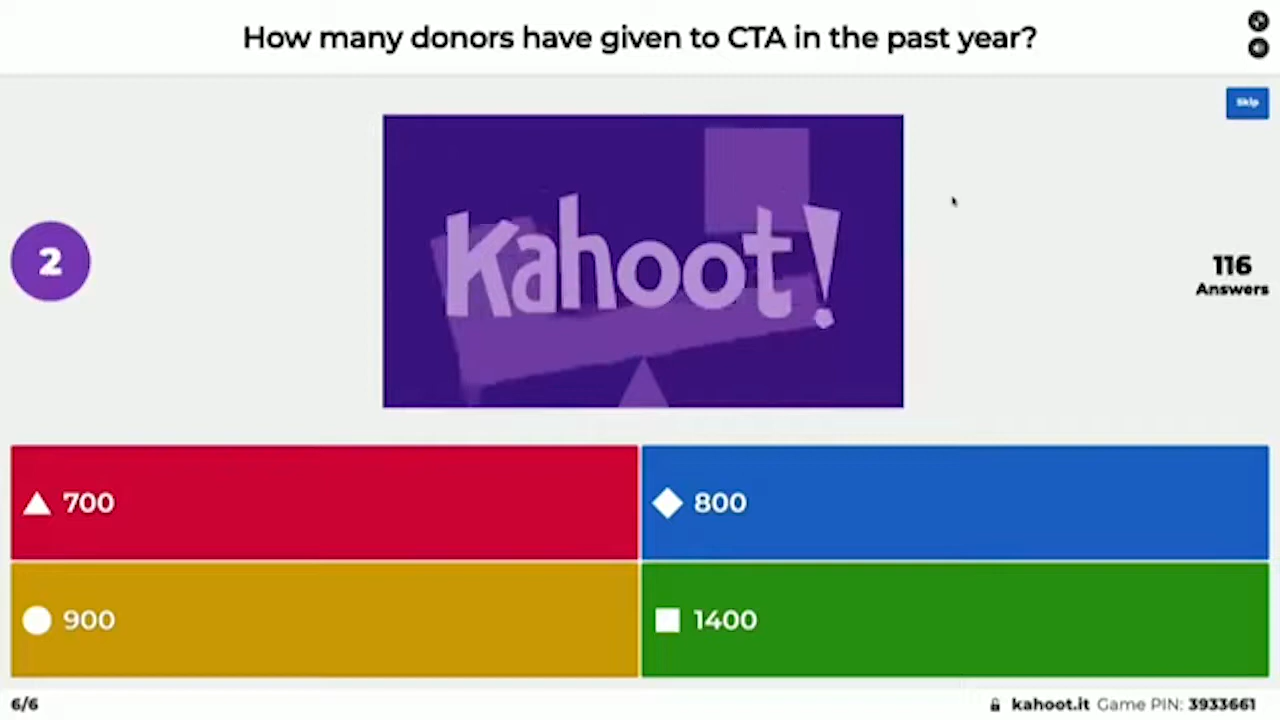 How many donors have given to CTA in the past year?
Skip
Kahoot!
2
116
Answers
700
800
900
1400
6/6
kahoot.it Game PIN: 3933661